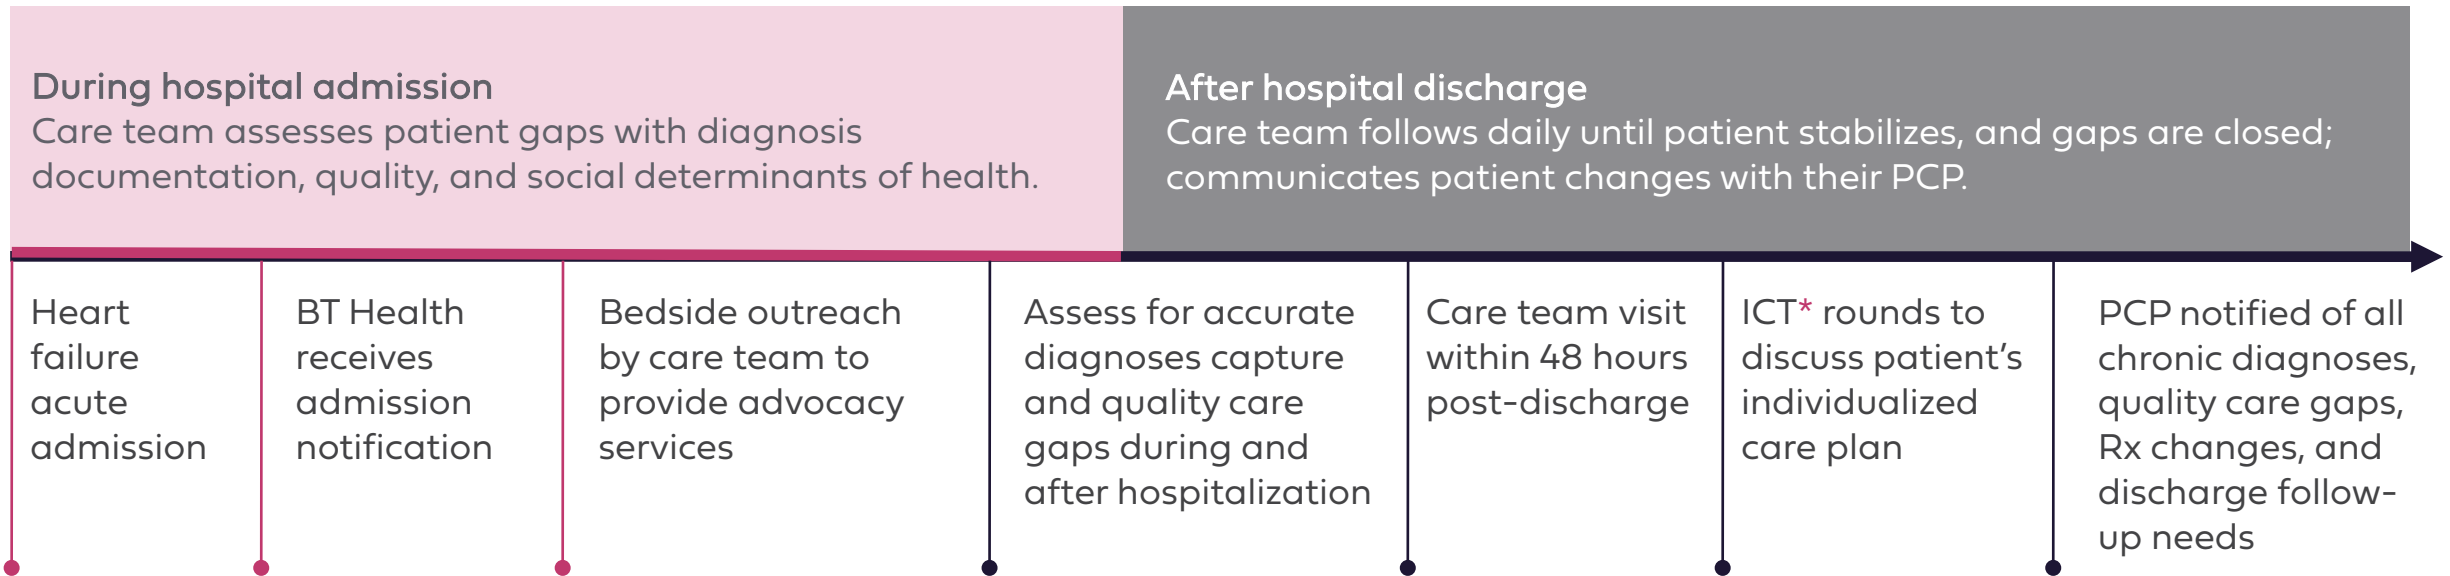 During hospital admission
Care team assesses patient gaps with diagnosis
documentation, quality, and social determinants of health.
After hospital discharge
Care team follows daily until patient stabilizes, and gaps are closed;
communicates patient changes with their PCP.
Heart
failure
acute
admission
BT Health
receives
admission
notification
Bedside outreach
by care team to
provide advocacy
services
Assess for accurate
diagnoses capture
and quality care
gaps during and
after hospitalization
Care team visit
within 48 hours
post-discharge
ICT* rounds to
discuss patient’s
individualized
care plan
PCP notified of all
chronic diagnoses,
quality care gaps,
Rx changes, and
discharge follow-
up needs